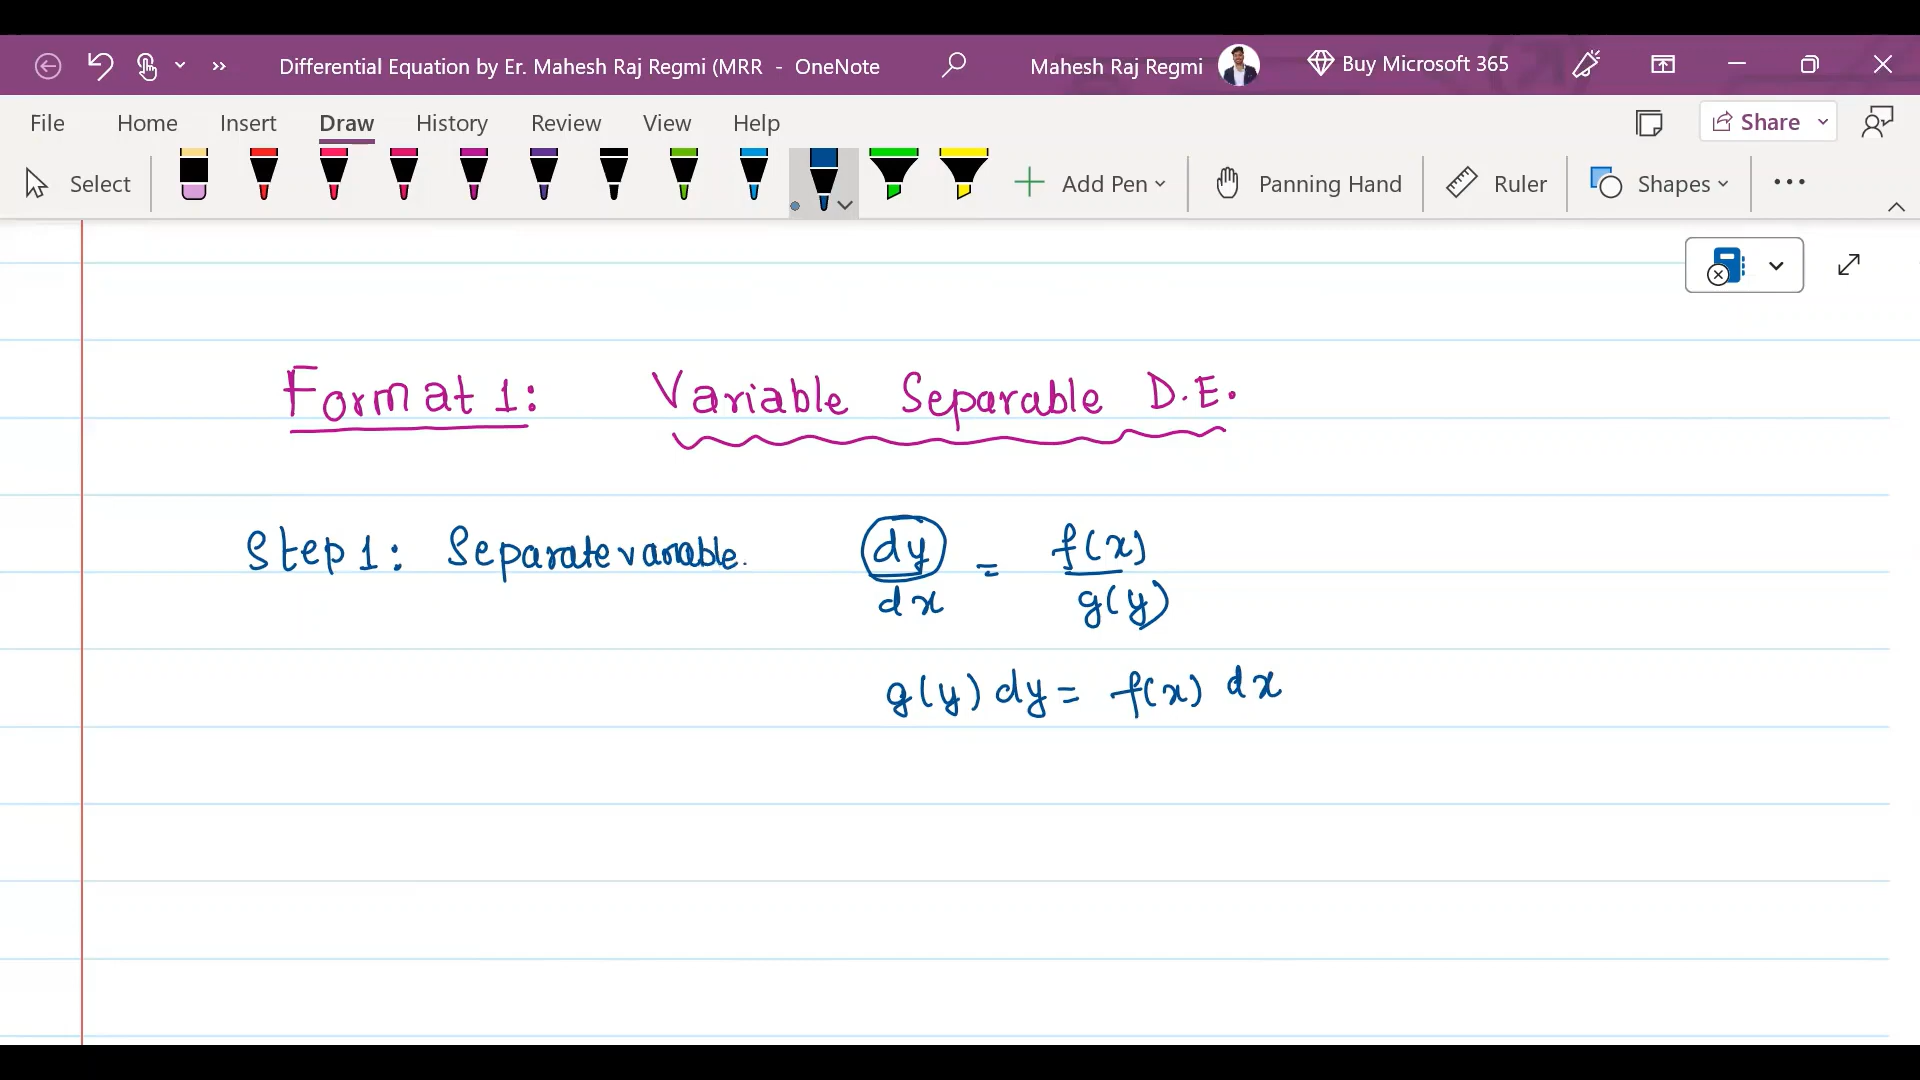 Differential Equation by Er. Mahesh Raj Regmi (MRR - OneNote
Mahesh Raj Regmi
Buy Microsoft 365
File Home Insert Draw History Review View Help
Share
Select
Add Pen
Panning Hand
Ruler
Shapes
Format 1: Variable Separable D.E.
Step 1: Separate variable. dy/dx = f(x)/g(y)
g(y) dy = f(x) dx